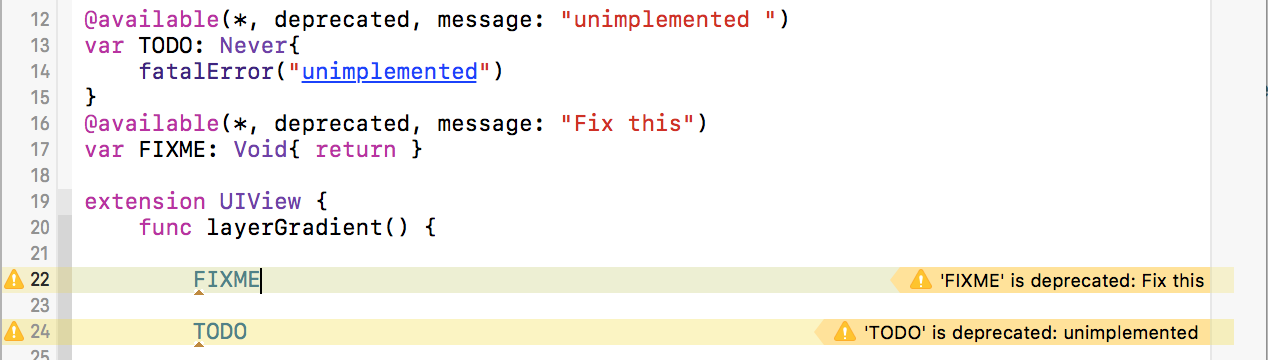 12 @available(*, deprecated, message: "unimplemented ")
13 var TODO: Never{
14 fatalError("unimplemented")
15 }
16 @available(*, deprecated, message: "Fix this")
17 var FIXME: Void{ return }
18
19 extension UIView {
20 func layerGradient() {
21
22 FIXME 'FIXME' is deprecated: Fix this
23
24 TODO 'TODO' is deprecated: unimplemented
25